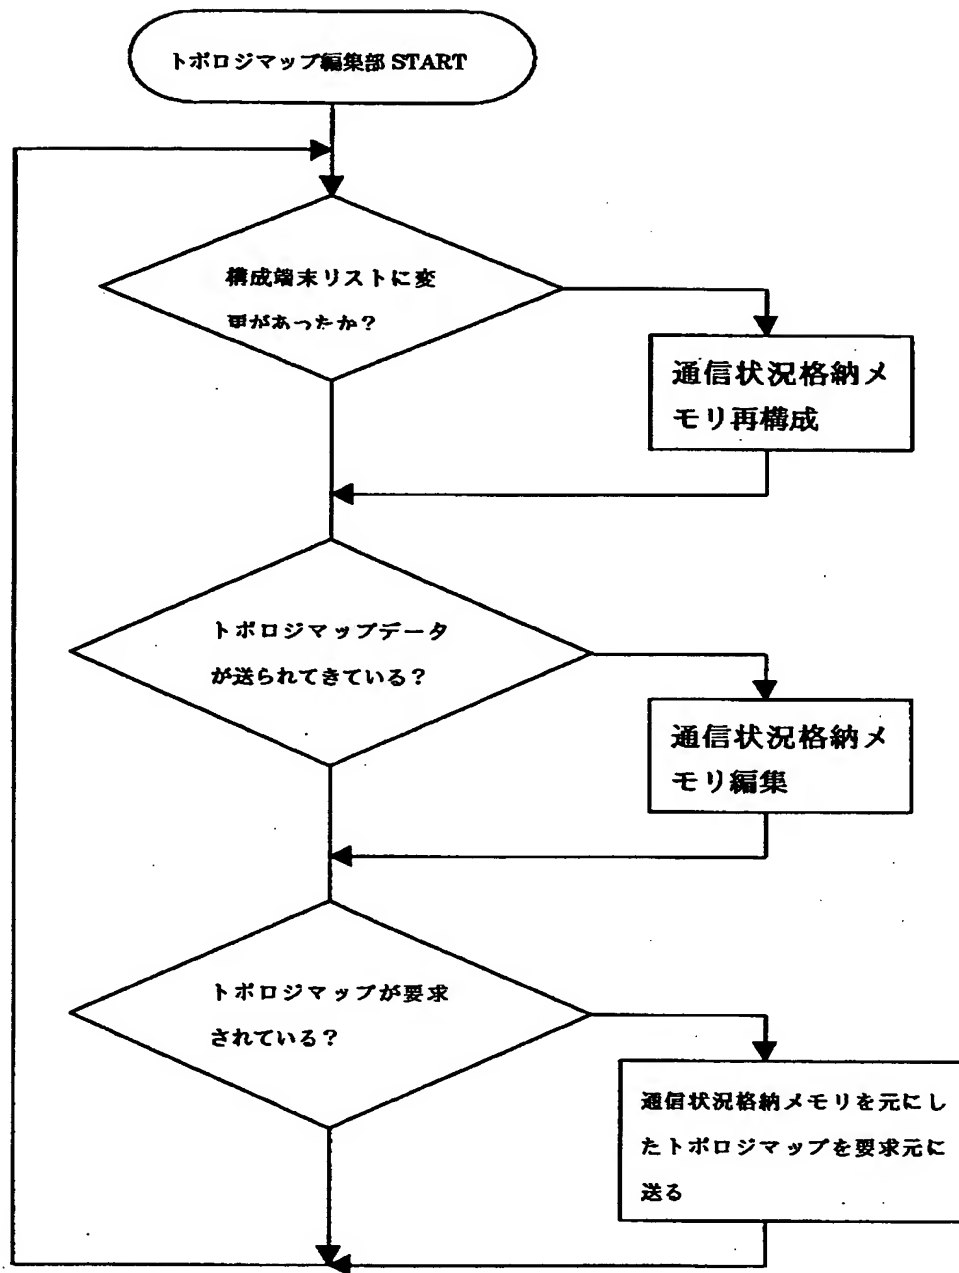 トポロジマップ編集部 START
構成端末リストに変
更があったか？
通信状況格納メ
モリ再構成
トポロジマップデータ
が送られてきている？
通信状況格納メ
モリ編集
トポロジマップが要求
されている？
通信状況格納メモリを元にし
たトポロジマップを要求元に
送る